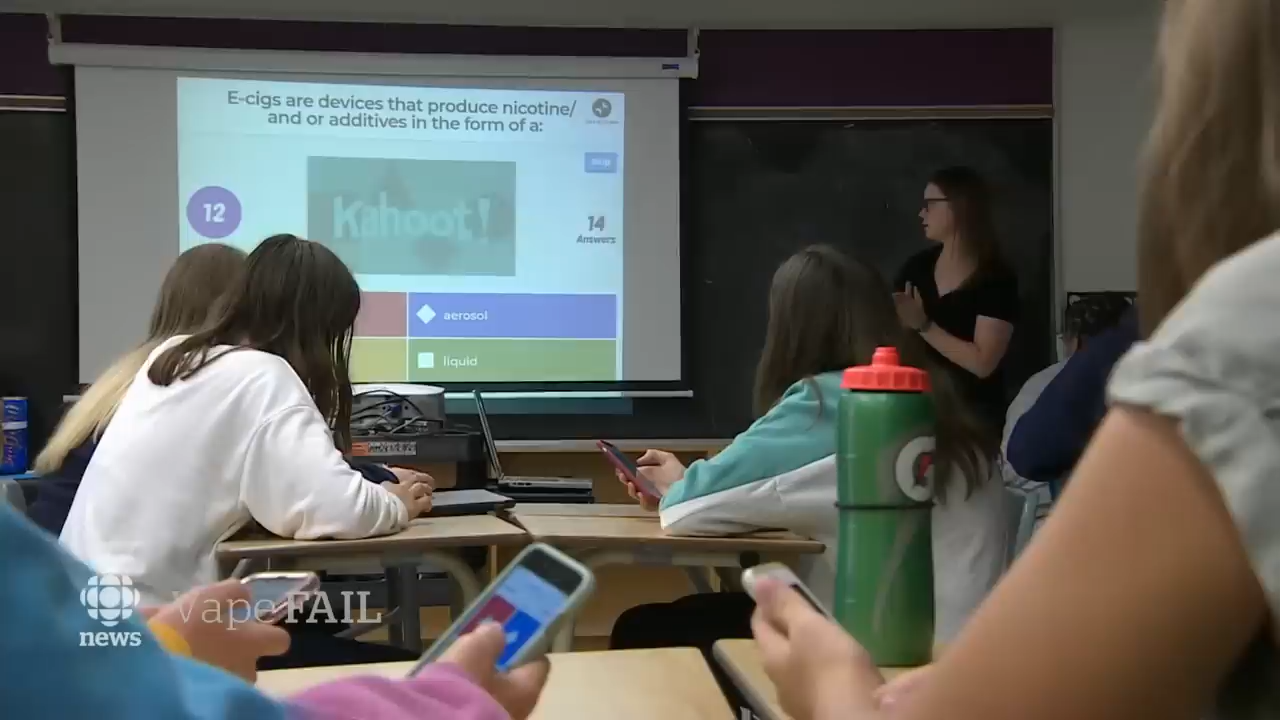 E-cigs are devices that produce nicotine/
and or additives in the form of a:
Skip
12
Kahoot!
14
Answers
aerosol
liquid
G
VapeFAIL
news